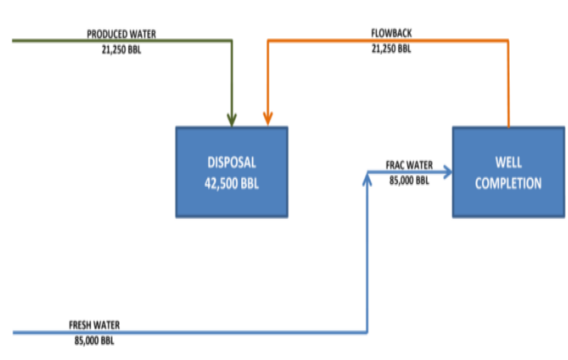 PRODUCED WATER
21,250 BBL
FLOWBACK
21,250 BBL
DISPOSAL
42,500 BBL
FRAC WATER
85,000 BBL
WELL
COMPLETION
FRESH WATER
85,000 BBL